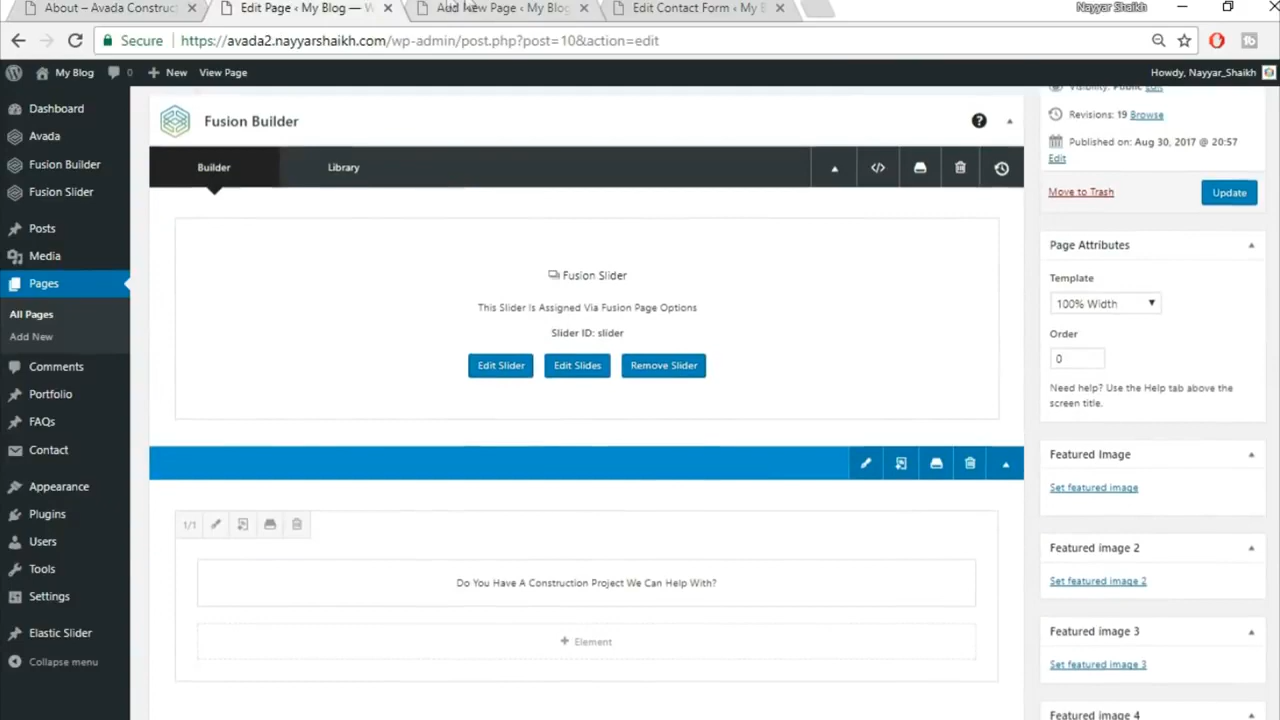 About – Avada Construct
Edit Page ‹ My Blog — W
Add New Page ‹ My Blog
Edit Contact Form ‹ My B
Nayyar Shaikh
Secure
https://avada2.nayyarshaikh.com/wp-admin/post.php?post=10&action=edit
My Blog
0
New
View Page
Howdy, Nayyar_Shaikh
Dashboard
Avada
Fusion Builder
Fusion Slider
Posts
Media
Pages
All Pages
Add New
Comments
Portfolio
FAQs
Contact
Appearance
Plugins
Users
Tools
Settings
Elastic Slider
Collapse menu
Fusion Builder
?
Builder
Library
Fusion Slider
This Slider Is Assigned Via Fusion Page Options
Slider ID: slider
Edit Slider
Edit Slides
Remove Slider
1/1
Do You Have A Construction Project We Can Help With?
+ Element
Visibility: Public Edit
Revisions: 19 Browse
Published on: Aug 30, 2017 @ 20:57
Edit
Move to Trash
Update
Page Attributes
Template
100% Width
Order
0
Need help? Use the Help tab above the
screen title.
Featured Image
Set featured image
Featured image 2
Set featured image 2
Featured image 3
Set featured image 3
Featured image 4